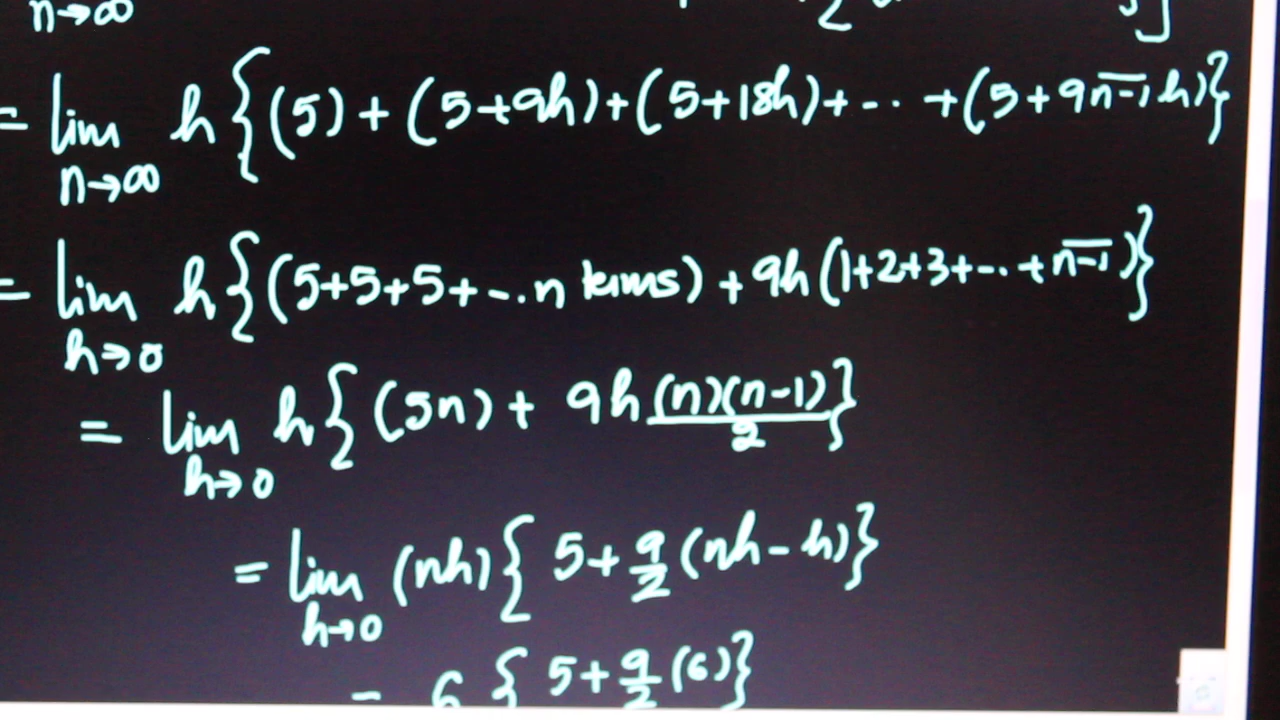 n→∞
= lim n→∞ h{(5) + (5+9h)+(5+18h)+-.. +(5+9n̅-̅1̅ h)}
= lim h→0 h{(5+5+5+-..n terms) + 9h(1+2+3+-..+n̅-̅1̅)}
= lim h→0 h{(5n)+ 9h (n)(n-1)/2}
= lim h→0 (nh){5+9/2(nh-h)}
= 6{5+9/2(6)}